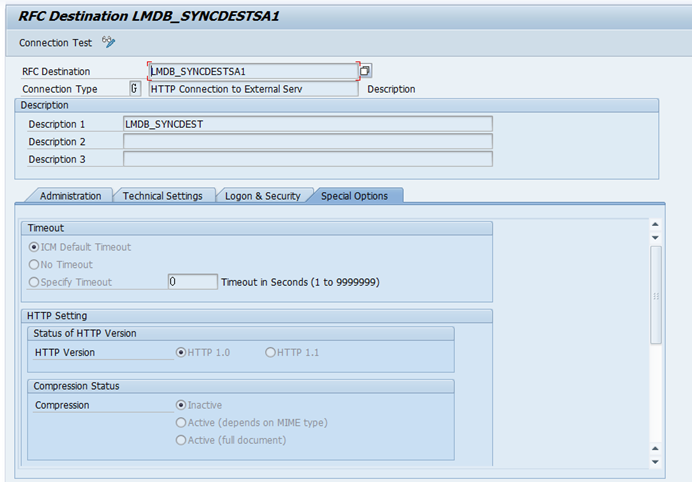 RFC Destination LMDB_SYNCDESTSA1
Connection Test
RFC Destination LMDB_SYNCDESTSA1
Connection Type G HTTP Connection to External Serv Description
Description
Description 1 LMDB_SYNCDEST
Description 2
Description 3
Administration Technical Settings Logon & Security Special Options
Timeout
ICM Default Timeout
No Timeout
Specify Timeout 0 Timeout in Seconds (1 to 9999999)
HTTP Setting
Status of HTTP Version
HTTP Version HTTP 1.0 HTTP 1.1
Compression Status
Compression Inactive
Active (depends on MIME type)
Active (full document)